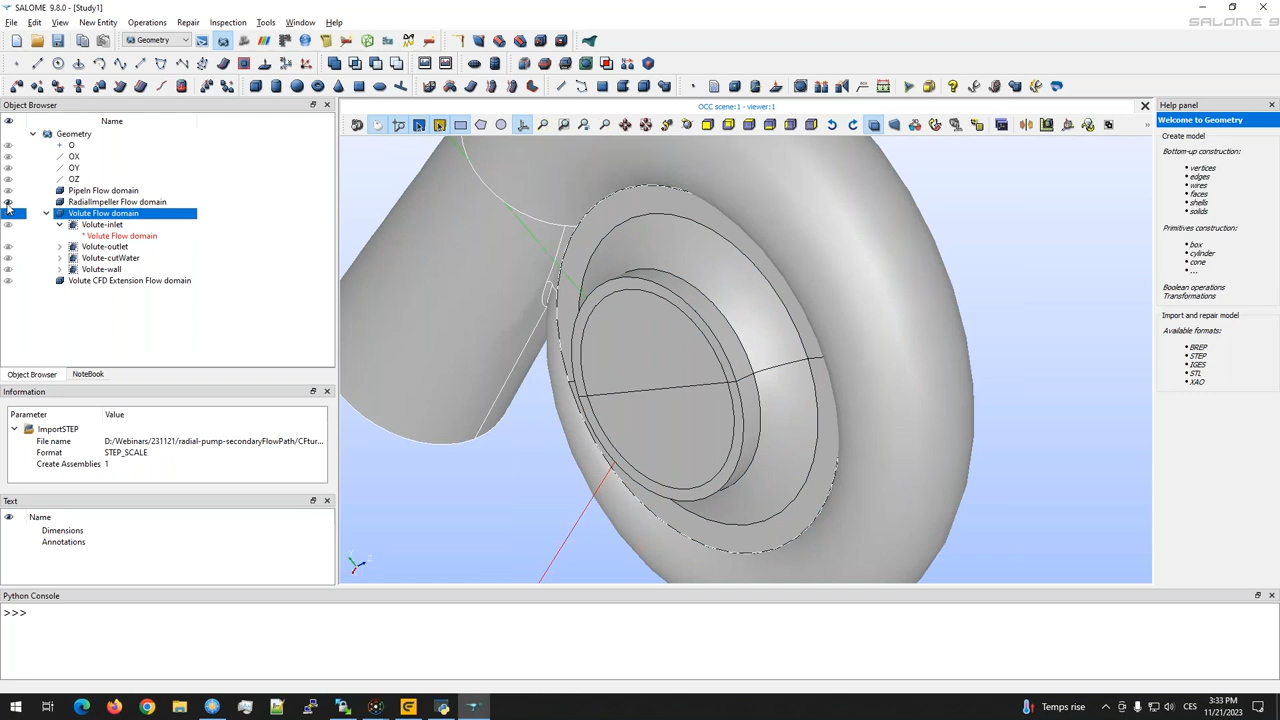 SALOME 9.8.0 - [Study1]
File Edit View New Entity Operations Repair Inspection Tools Window Help
SALOME 9
Geometry
Object Browser
OCC scene:1 - viewer:1
Help panel
Name
Welcome to Geometry
Geometry
O
OX
OY
OZ
PipeIn Flow domain
RadialImpeller Flow domain
Volute Flow domain
Volute-inlet
* Volute Flow domain
Volute-outlet
Volute-cutWater
Volute-wall
Volute CFD Extension Flow domain
Create model
Bottom-up construction:
vertices
edges
wires
faces
shells
solids
Primitives construction:
box
cylinder
cone
...
Boolean operations
Transformations
Import and repair model
Available formats:
BREP
STEP
IGES
STL
XAO
Object Browser NoteBook
Information
Parameter Value
ImportSTEP
File name D:/Webinars/231121/radial-pump-secondaryFlowPath/CFtur...
Format STEP_SCALE
Create Assemblies 1
Text
Name
Dimensions
Annotations
Python Console
>>>
Temps rise
CES
3:33 PM
11/21/2023